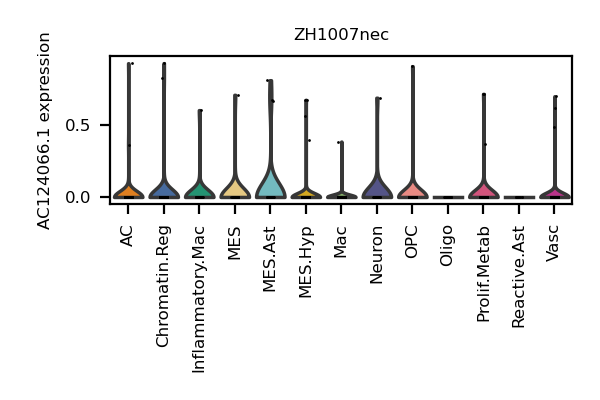 ZH1007nec
AC124066.1 expression
0.5
0.0
AC
Chromatin.Reg
Inflammatory.Mac
MES
MES.Ast
MES.Hyp
Mac
Neuron
OPC
Oligo
Prolif.Metab
Reactive.Ast
Vasc